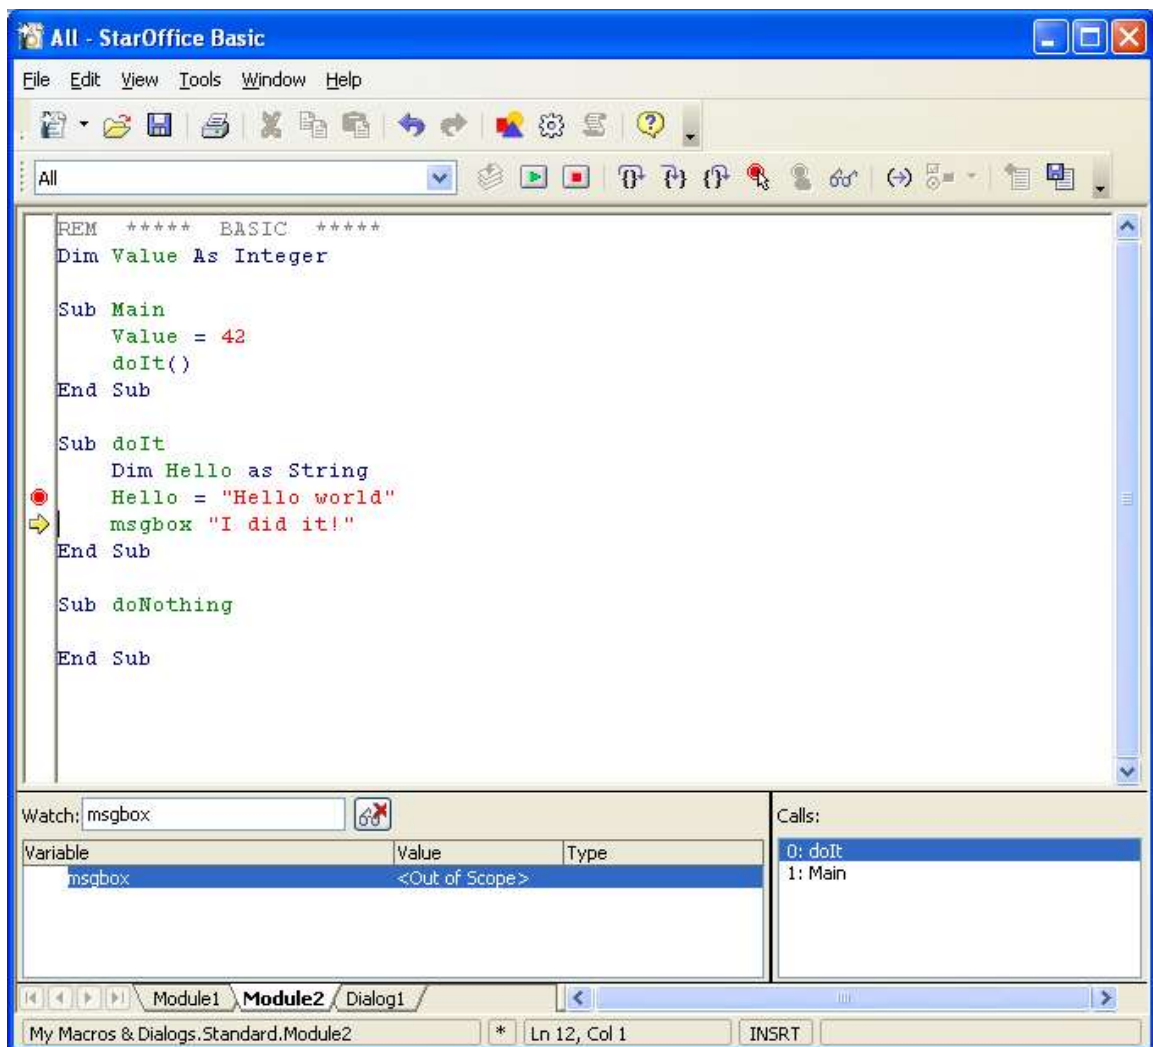 All - StarOffice Basic
File Edit View Tools Window Help
All
REM ***** BASIC *****
Dim Value As Integer
Sub Main
Value = 42
doIt()
End Sub
Sub doIt
Dim Hello as String
Hello = "Hello world"
msgbox "I did it!"
End Sub
Sub doNothing
End Sub
Watch: msgbox
Calls:
Variable Value Type
msgbox <Out of Scope>
0: doIt
1: Main
Module1 Module2 Dialog1
My Macros & Dialogs.Standard.Module2 * Ln 12, Col 1 INSRT